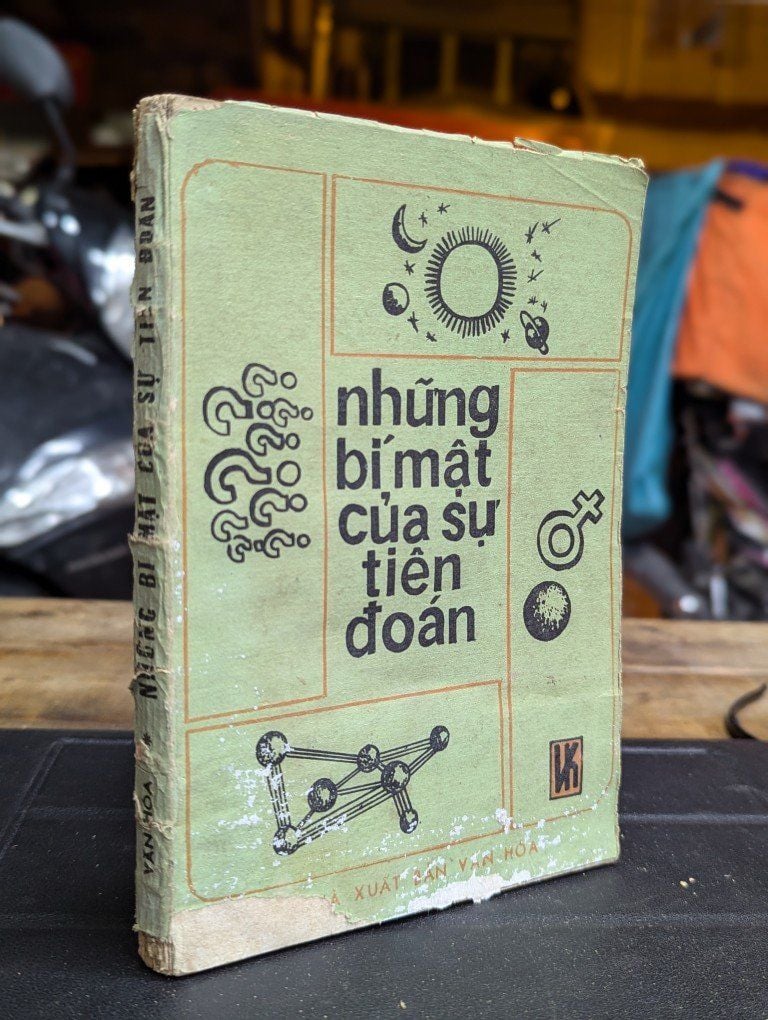 những
bí mật
của sự
tiên
đoán
XUẤT BẢN VĂN HÓA
VĂN HÓA * NHỮNG BÍ MẬT CỦA SỰ TIÊN ĐOÁN